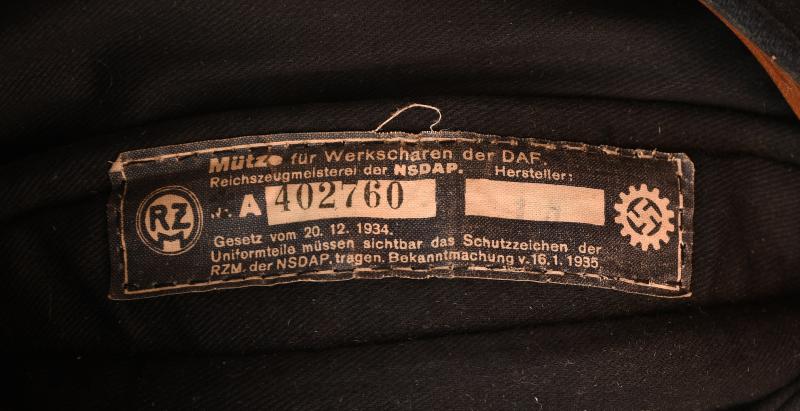 Mütze für Werkscharen der DAF.
Reichszeugmeisterei der NSDAP. Hersteller:
RZM
A 402760
Gesetz vom 20. 12. 1934.
Uniformteile müssen sichtbar das Schutzzeichen der
RZM. der NSDAP. tragen. Bekanntmachung v. 16. 1. 1935